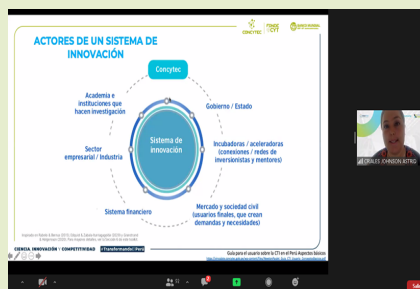 CONCYTEC
FONDE
CYT
ACTORES DE UN SISTEMA DE
INNOVACIÓN
Concytec
Academia e
instituciones que
hacen investigación
Gobierno / Estado
Sistema de
innovación
Sector
empresarial / Industria
Incubadoras / aceleradoras
(conexiones / redes de
inversionistas y mentores)
Sistema financiero
Mercado y sociedad civil
(usuarios finales, que crean
demandas y necesidades)
CIENCIA, INNOVACIÓN Y COMPETITIVIDAD
Guía para el usuario sobre la CTI en el Perú: Aspectos básicos
JOHNSON ASTRID